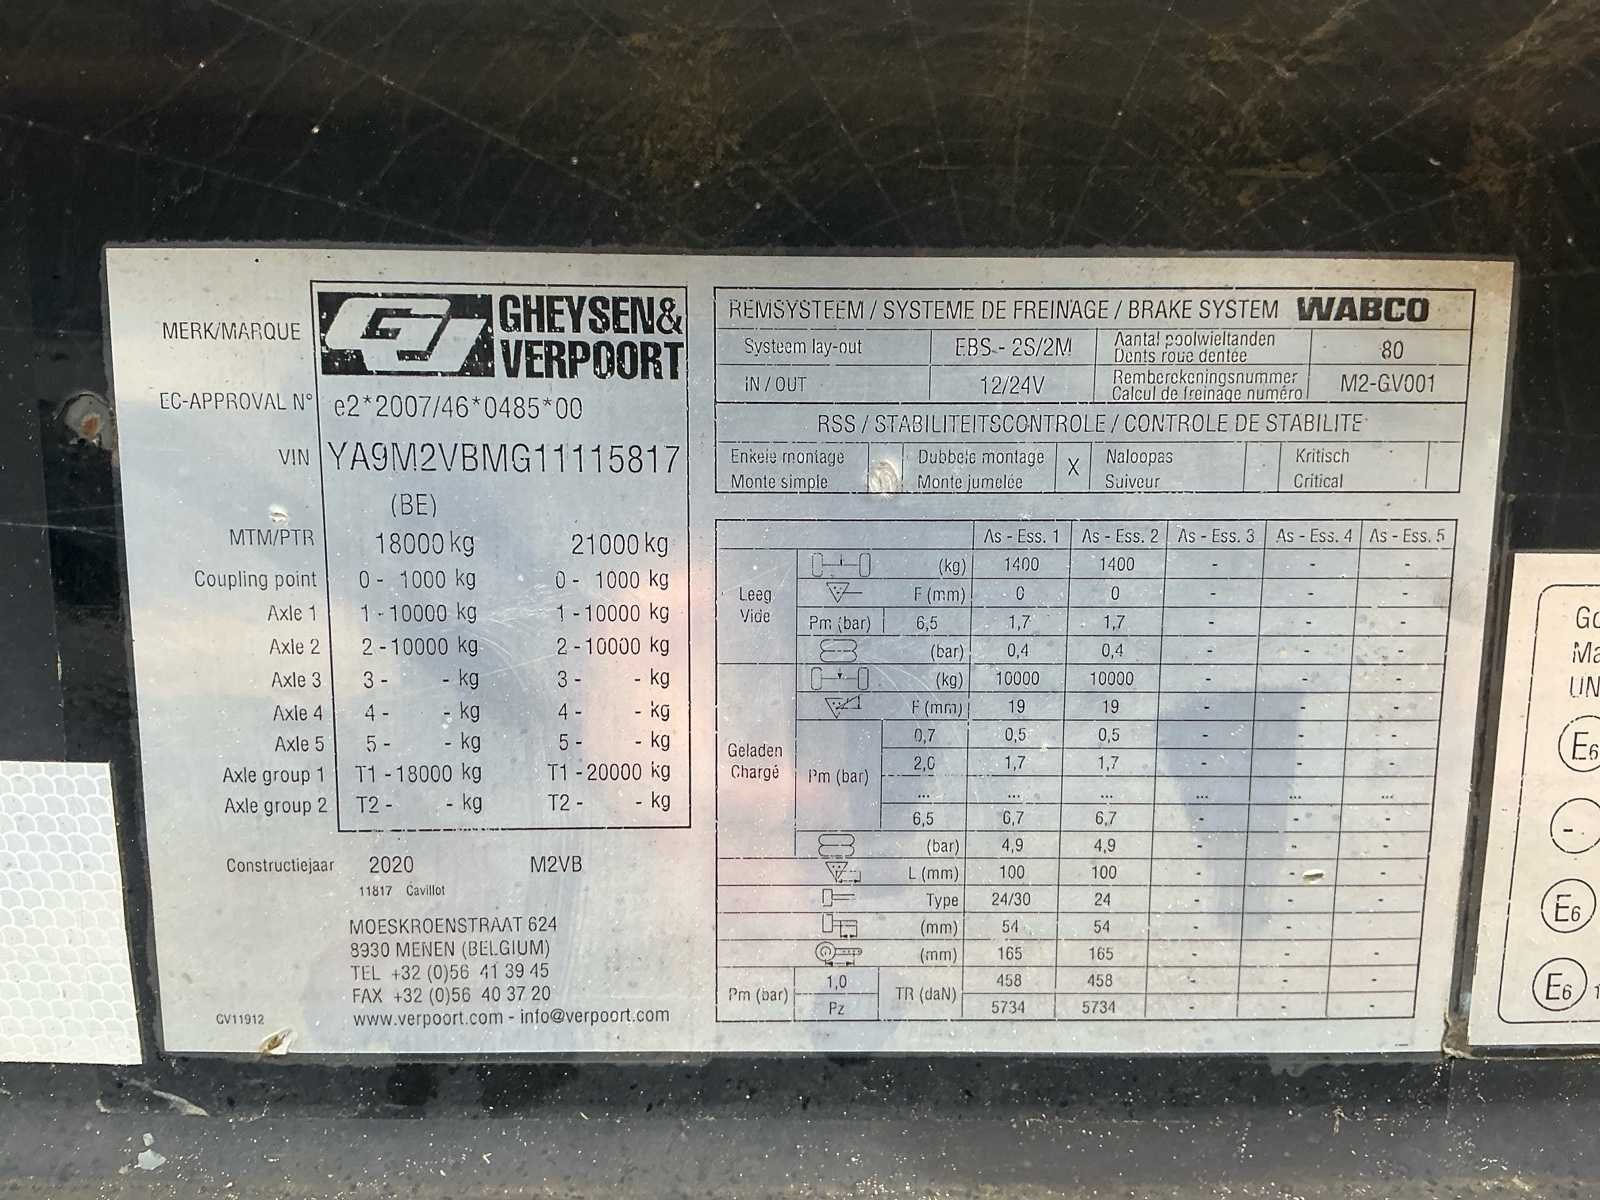 MERK/MARQUE GHEYSEN& VERPOORT
EC-APPROVAL N° e2*2007/46*0485*00
VIN YA9M2VBMG11115817
(BE)
MTM/PTR 18000 kg 21000 kg
Coupling point 0 - 1000 kg 0 - 1000 kg
Axle 1 1 - 10000 kg 1 - 10000 kg
Axle 2 2 - 10000 kg 2 - 10000 kg
Axle 3 3 - - kg 3 - - kg
Axle 4 4 - - kg 4 - - kg
Axle 5 5 - - kg 5 - - kg
Axle group 1 T1 - 18000 kg T1 - 20000 kg
Axle group 2 T2 - - kg T2 - - kg
Constructiejaar 2020 M2VB
11817 Cavillot
MOESKROENSTRAAT 624
8930 MENEN (BELGIUM)
TEL +32 (0)56 41 39 45
FAX +32 (0)56 40 37 20
GV11912 www.verpoort.com - info@verpoort.com
REMSYSTEEM / SYSTEME DE FREINAGE / BRAKE SYSTEM WABCO
Systeem lay-out EBS - 2S/2M Aantal poolwieltanden Dents roue dentée 80
IN / OUT 12/24V Remberekeningsnummer Calcul de freinage numéro M2-GV001
RSS / STABILITEITSCONTROLE / CONTROLE DE STABILITE
Enkele montage Dubbele montage X Naloopas Kritisch
Monte simple Monte jumelée Suiveur Critical
As - Ess. 1 As - Ess. 2 As - Ess. 3 As - Ess. 4 As - Ess. 5
Leeg Vide (kg) 1400 1400 - - -
F (mm) 0 0 - - -
Pm (bar) 6,5 1,7 1,7 - - -
(bar) 0,4 0,4 - - -
Geladen Chargé (kg) 10000 10000 - - -
F (mm) 19 19 - - -
Pm (bar) 0,7 0,5 0,5 - - -
2,0 1,7 1,7 - - -
... ... ... ... ... ...
6,5 6,7 6,7 - - -
(bar) 4,9 4,9 - - -
L (mm) 100 100 - - -
Type 24/30 24 - - -
(mm) 54 54 - - -
(mm) 165 165 - - -
Pm (bar) 1,0 TR (daN) 458 458 - - -
Pz 5734 5734 - - -
E6
-
E6
E6